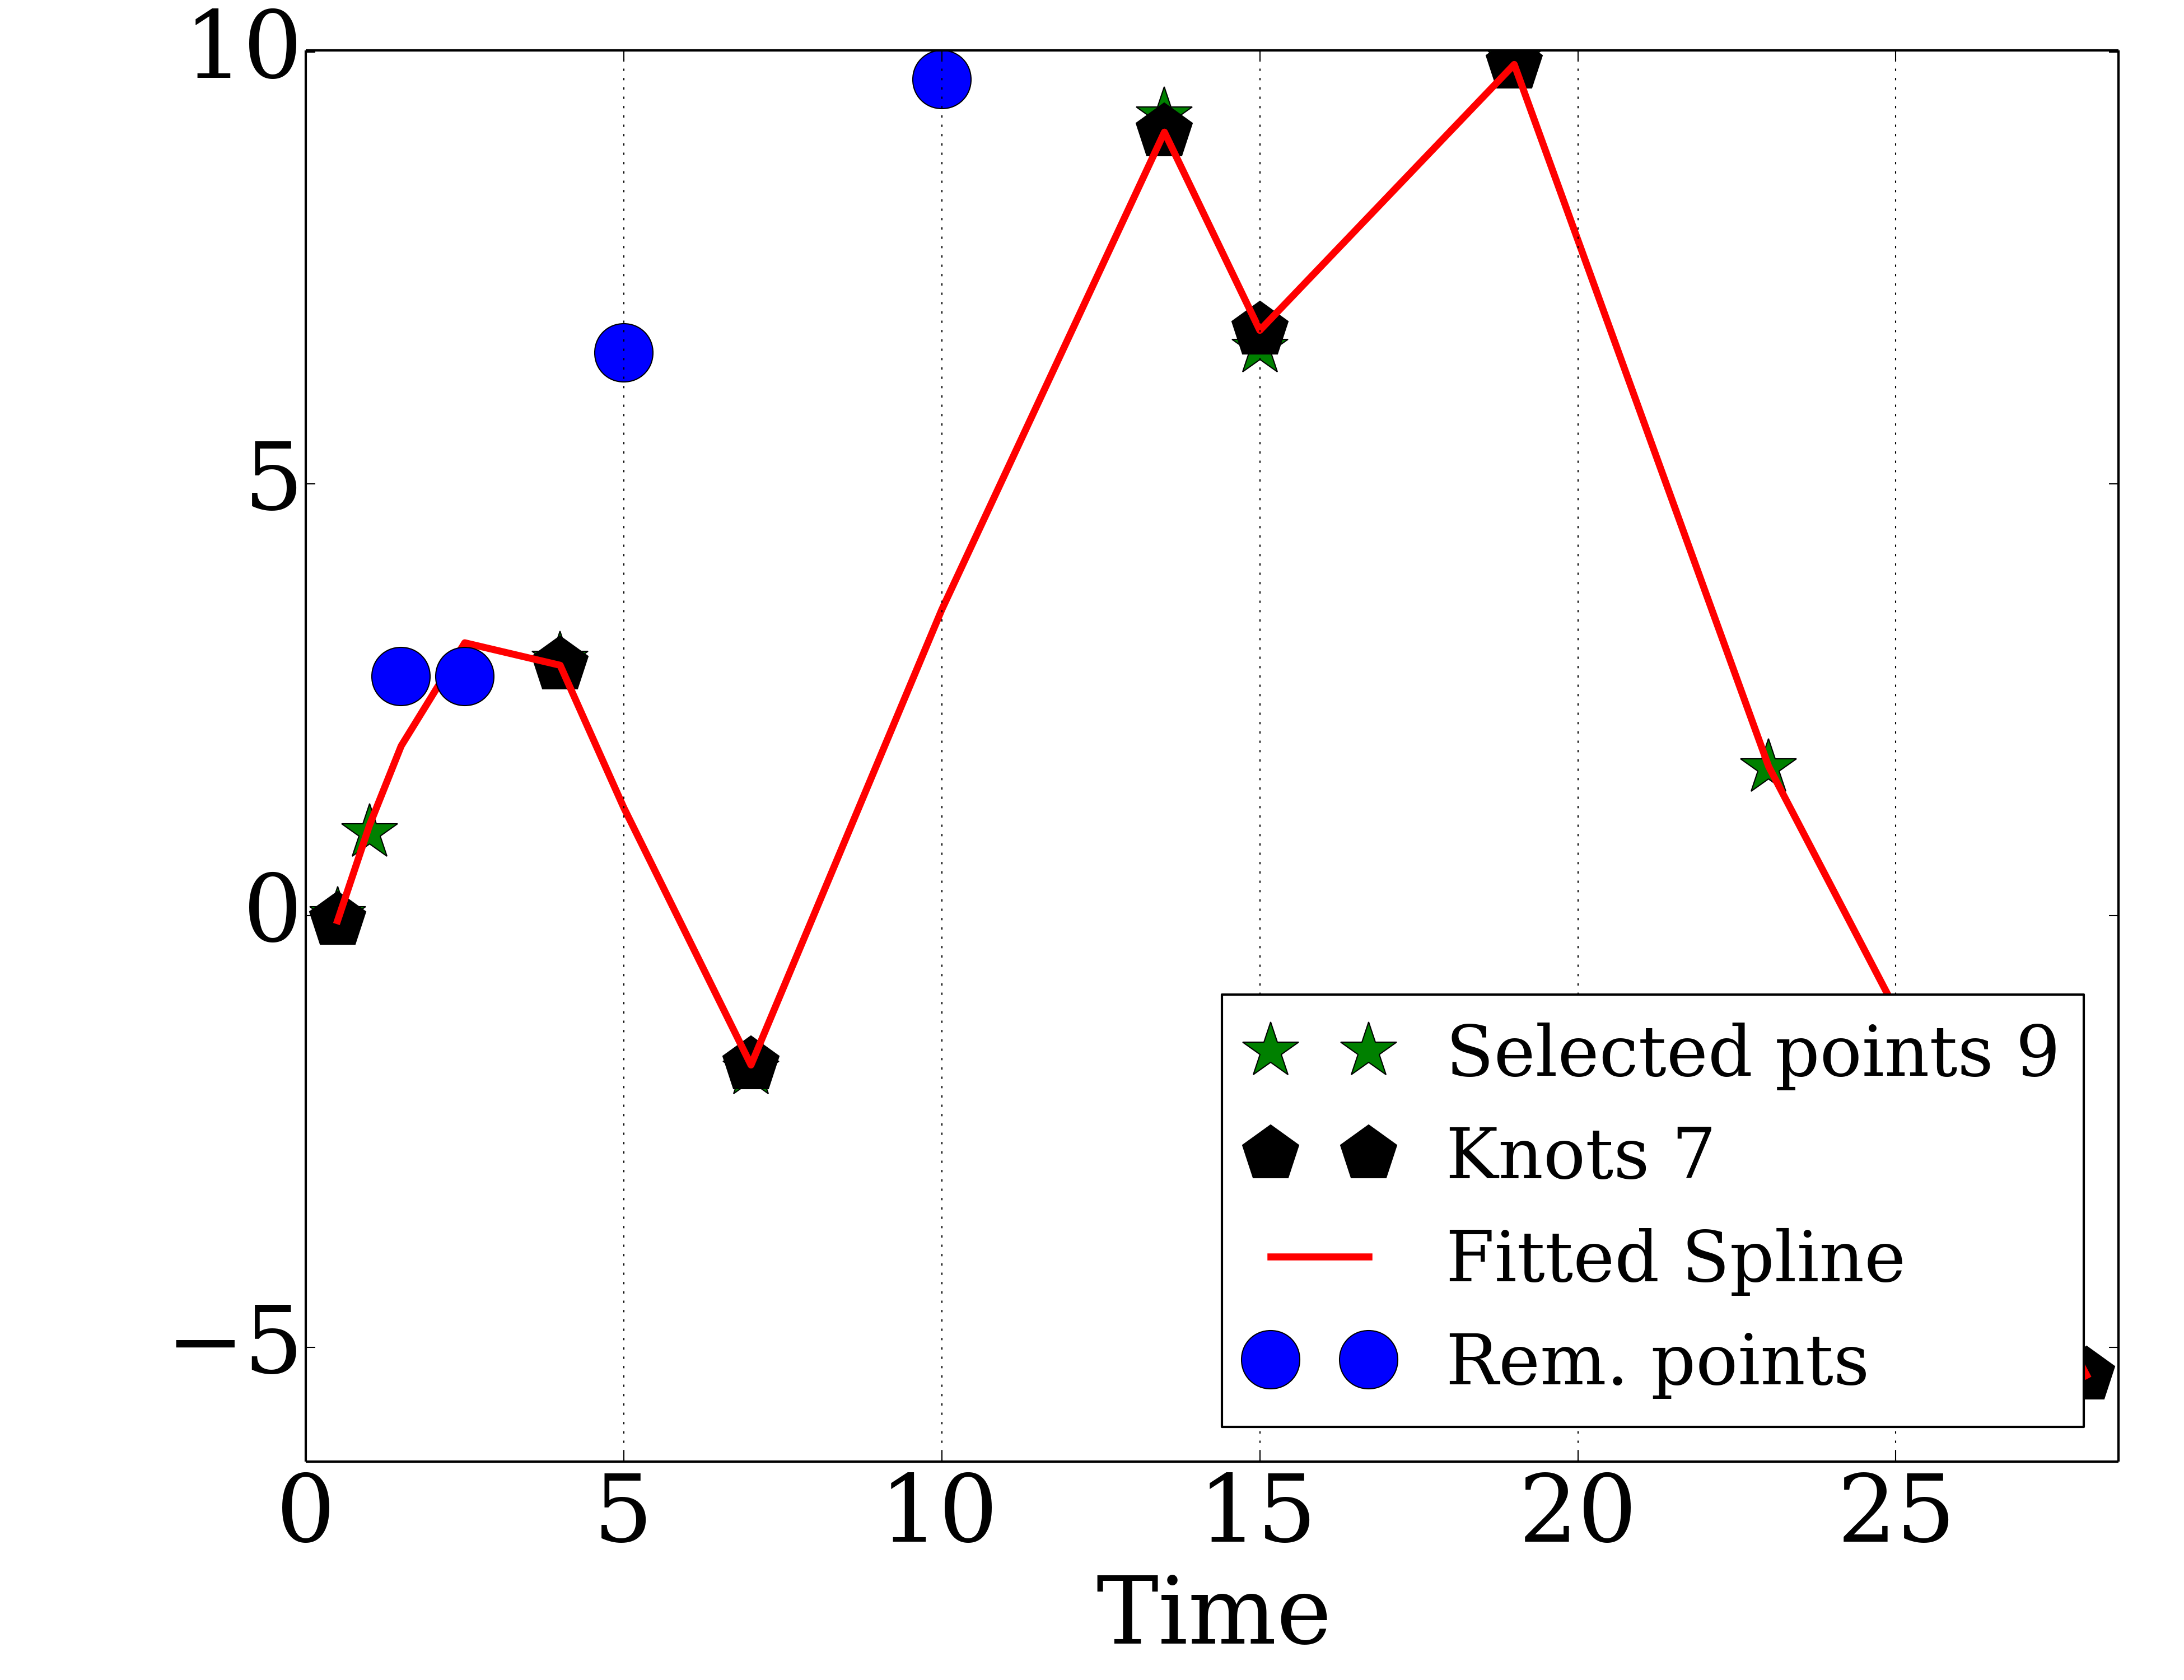 10
5
0
−5
Selected points 9
Knots 7
Fitted Spline
Rem. points
0 5 10 15 20 25
Time